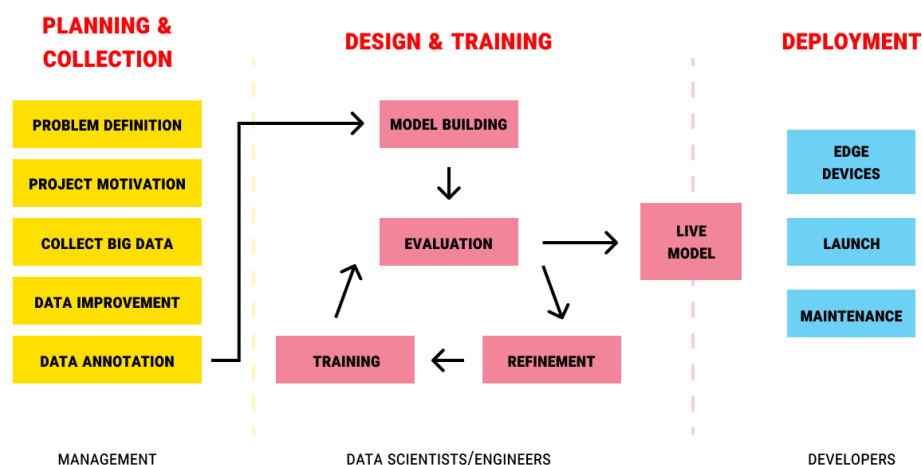 PLANNING &
COLLECTION
DESIGN & TRAINING
DEPLOYMENT
PROBLEM DEFINITION
PROJECT MOTIVATION
COLLECT BIG DATA
DATA IMPROVEMENT
DATA ANNOTATION
MODEL BUILDING
EVALUATION
TRAINING
REFINEMENT
LIVE
MODEL
EDGE
DEVICES
LAUNCH
MAINTENANCE
MANAGEMENT
DATA SCIENTISTS/ENGINEERS
DEVELOPERS